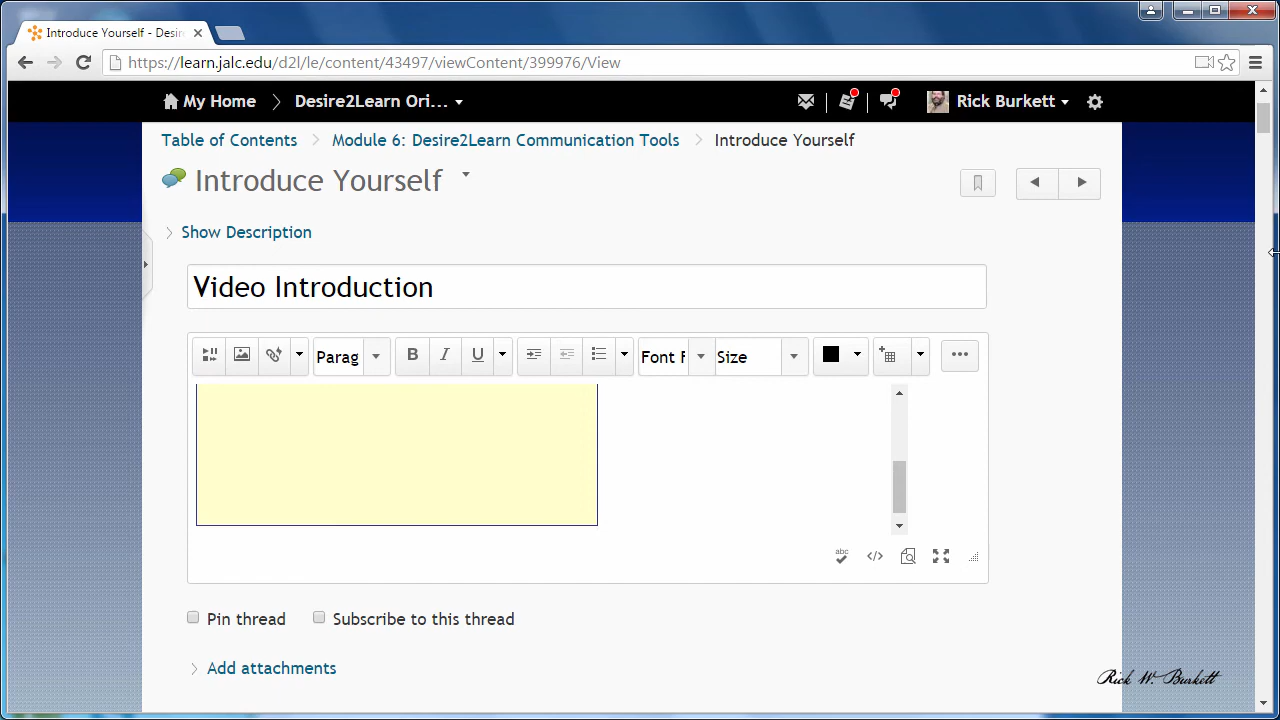 Introduce Yourself - Desire
https://learn.jalc.edu/d2l/le/content/43497/viewContent/399976/View
My Home
Desire2Learn Ori...
Rick Burkett
Table of Contents
Module 6: Desire2Learn Communication Tools
Introduce Yourself
Introduce Yourself
Show Description
Video Introduction
Parag
B
I
U
Font F
Size
abc
Pin thread
Subscribe to this thread
Add attachments
Rick W. Burkett